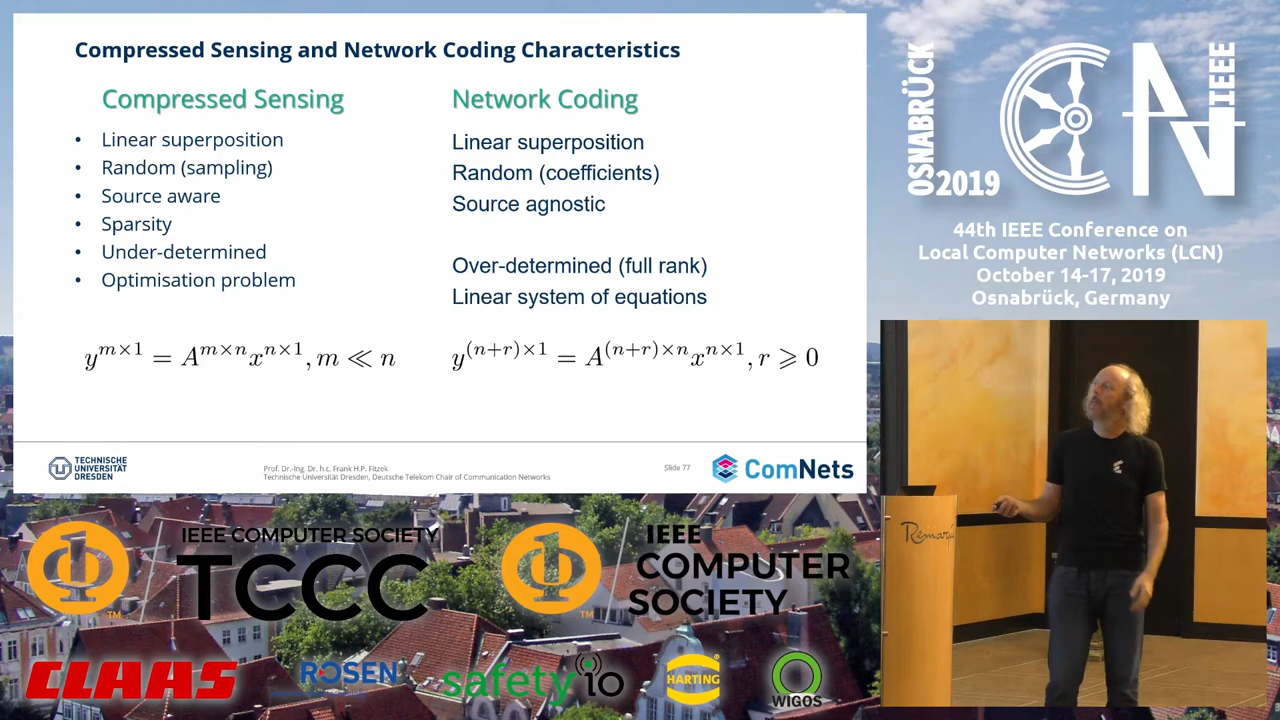 Compressed Sensing and Network Coding Characteristics
Compressed Sensing
• Linear superposition
• Random (sampling)
• Source aware
• Sparsity
• Under-determined
• Optimisation problem
y^{m×1} = A^{m×n}x^{n×1}, m ≪ n
Network Coding
Linear superposition
Random (coefficients)
Source agnostic
Over-determined (full rank)
Linear system of equations
y^{(n+r)×1} = A^{(n+r)×n}x^{n×1}, r ⩾ 0
TECHNISCHE
UNIVERSITÄT
DRESDEN
Prof. Dr.-Ing. Dr. h.c. Frank H.P. Fitzek
Technische Universität Dresden, Deutsche Telekom Chair of Communication Networks
Slide 77
ComNets
OSNABRÜCK
2019
LCN
IEEE
44th IEEE Conference on
Local Computer Networks (LCN)
October 14-17, 2019
Osnabrück, Germany
IEEE COMPUTER SOCIETY
TCCC
TM
IEEE
COMPUTER
SOCIETY
TM
CLAAS
ROSEN
safetyio
HARTING
WIGOS